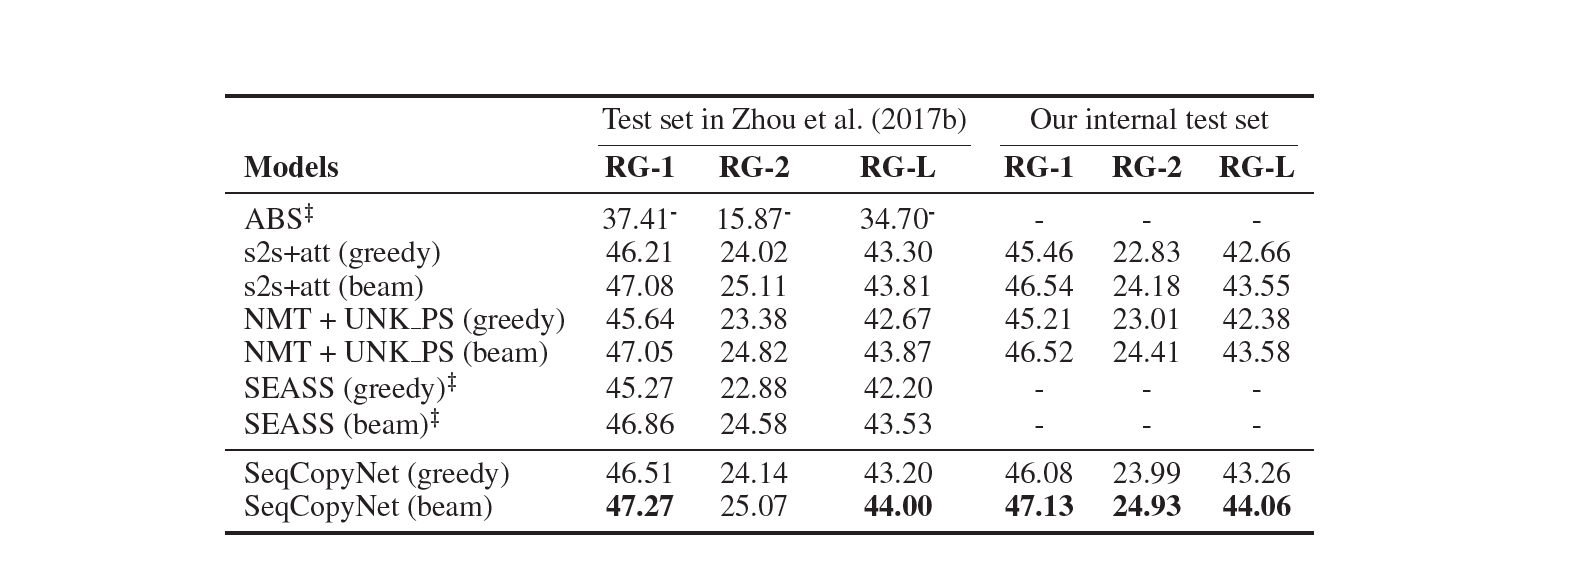 Test set in Zhou et al. (2017b) Our internal test set
Models RG-1 RG-2 RG-L RG-1 RG-2 RG-L
ABS‡ 37.41- 15.87- 34.70- - - -
s2s+att (greedy) 46.21 24.02 43.30 45.46 22.83 42.66
s2s+att (beam) 47.08 25.11 43.81 46.54 24.18 43.55
NMT + UNK_PS (greedy) 45.64 23.38 42.67 45.21 23.01 42.38
NMT + UNK_PS (beam) 47.05 24.82 43.87 46.52 24.41 43.58
SEASS (greedy)‡ 45.27 22.88 42.20 - - -
SEASS (beam)‡ 46.86 24.58 43.53 - - -
SeqCopyNet (greedy) 46.51 24.14 43.20 46.08 23.99 43.26
SeqCopyNet (beam) 47.27 25.07 44.00 47.13 24.93 44.06